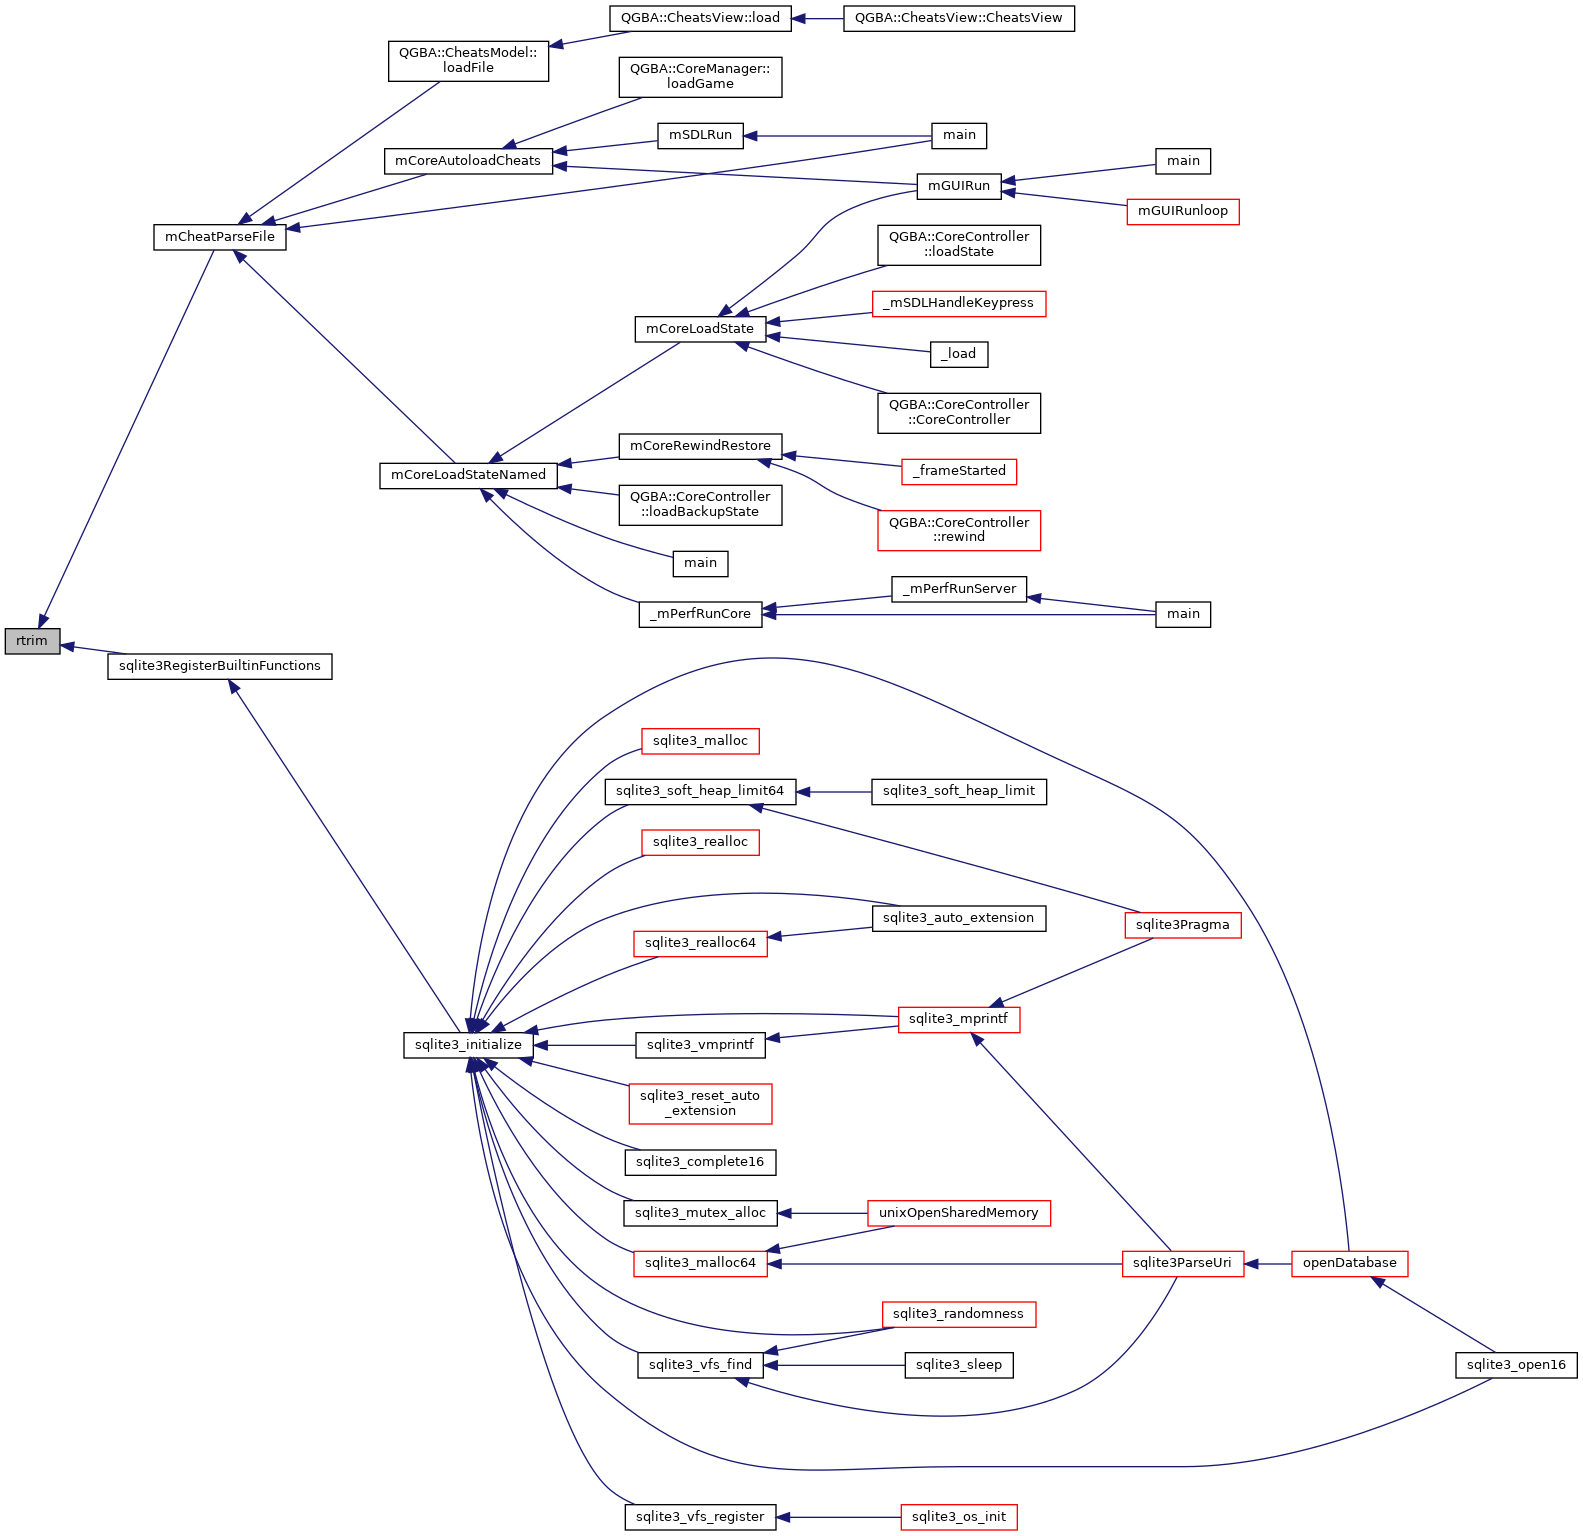 QGBA::CheatsView::load
QGBA::CheatsView::CheatsView
QGBA::CheatsModel::
loadFile
QGBA::CoreManager::
loadGame
mSDLRun
main
mCoreAutoloadCheats
main
mGUIRun
mGUIRunloop
mCheatParseFile
QGBA::CoreController
::loadState
_mSDLHandleKeypress
mCoreLoadState
_load
QGBA::CoreController
::CoreController
mCoreRewindRestore
_frameStarted
mCoreLoadStateNamed
QGBA::CoreController
::loadBackupState
QGBA::CoreController
::rewind
main
_mPerfRunServer
_mPerfRunCore
main
rtrim
sqlite3RegisterBuiltinFunctions
sqlite3_malloc
sqlite3_soft_heap_limit64
sqlite3_soft_heap_limit
sqlite3_realloc
sqlite3_auto_extension
sqlite3Pragma
sqlite3_realloc64
sqlite3_mprintf
sqlite3_initialize
sqlite3_vmprintf
sqlite3_reset_auto
_extension
sqlite3_complete16
sqlite3_mutex_alloc
unixOpenSharedMemory
sqlite3_malloc64
sqlite3ParseUri
openDatabase
sqlite3_randomness
sqlite3_vfs_find
sqlite3_sleep
sqlite3_open16
sqlite3_vfs_register
sqlite3_os_init